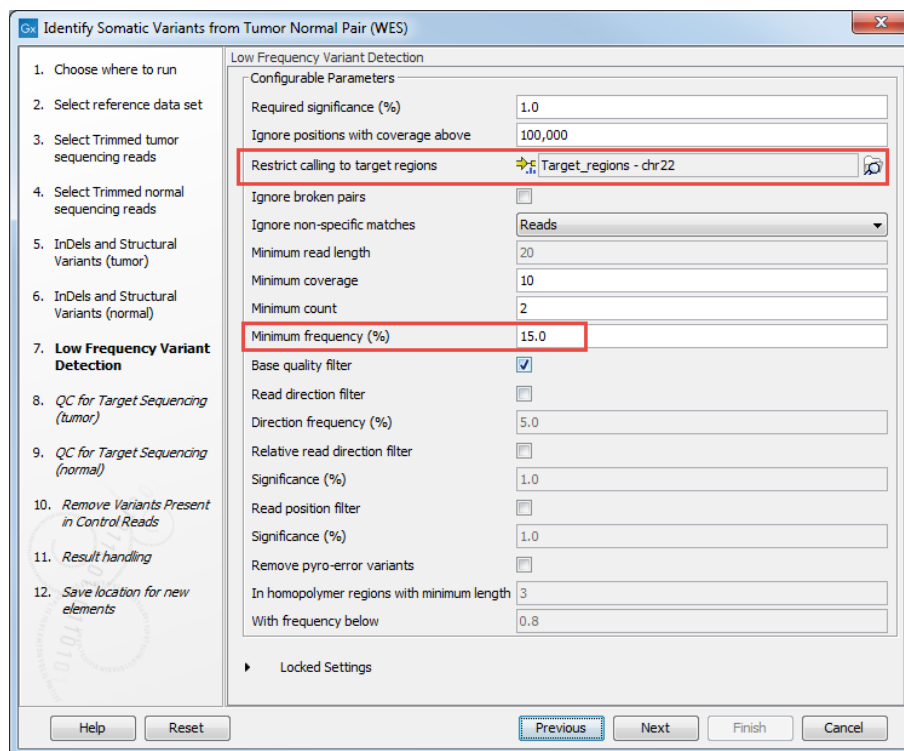 Gx Identify Somatic Variants from Tumor Normal Pair (WES)
1. Choose where to run
2. Select reference data set
3. Select Trimmed tumor
sequencing reads
4. Select Trimmed normal
sequencing reads
5. InDels and Structural
Variants (tumor)
6. InDels and Structural
Variants (normal)
7. Low Frequency Variant
Detection
8. QC for Target Sequencing
(tumor)
9. QC for Target Sequencing
(normal)
10. Remove Variants Present
in Control Reads
11. Result handling
12. Save location for new
elements
Low Frequency Variant Detection
Configurable Parameters
Required significance (%) 1.0
Ignore positions with coverage above 100,000
Restrict calling to target regions Target_regions - chr22
Ignore broken pairs
Ignore non-specific matches Reads
Minimum read length 20
Minimum coverage 10
Minimum count 2
Minimum frequency (%) 15.0
Base quality filter
Read direction filter
Direction frequency (%) 5.0
Relative read direction filter
Significance (%) 1.0
Read position filter
Significance (%) 1.0
Remove pyro-error variants
In homopolymer regions with minimum length 3
With frequency below 0.8
Locked Settings
Help Reset Previous Next Finish Cancel